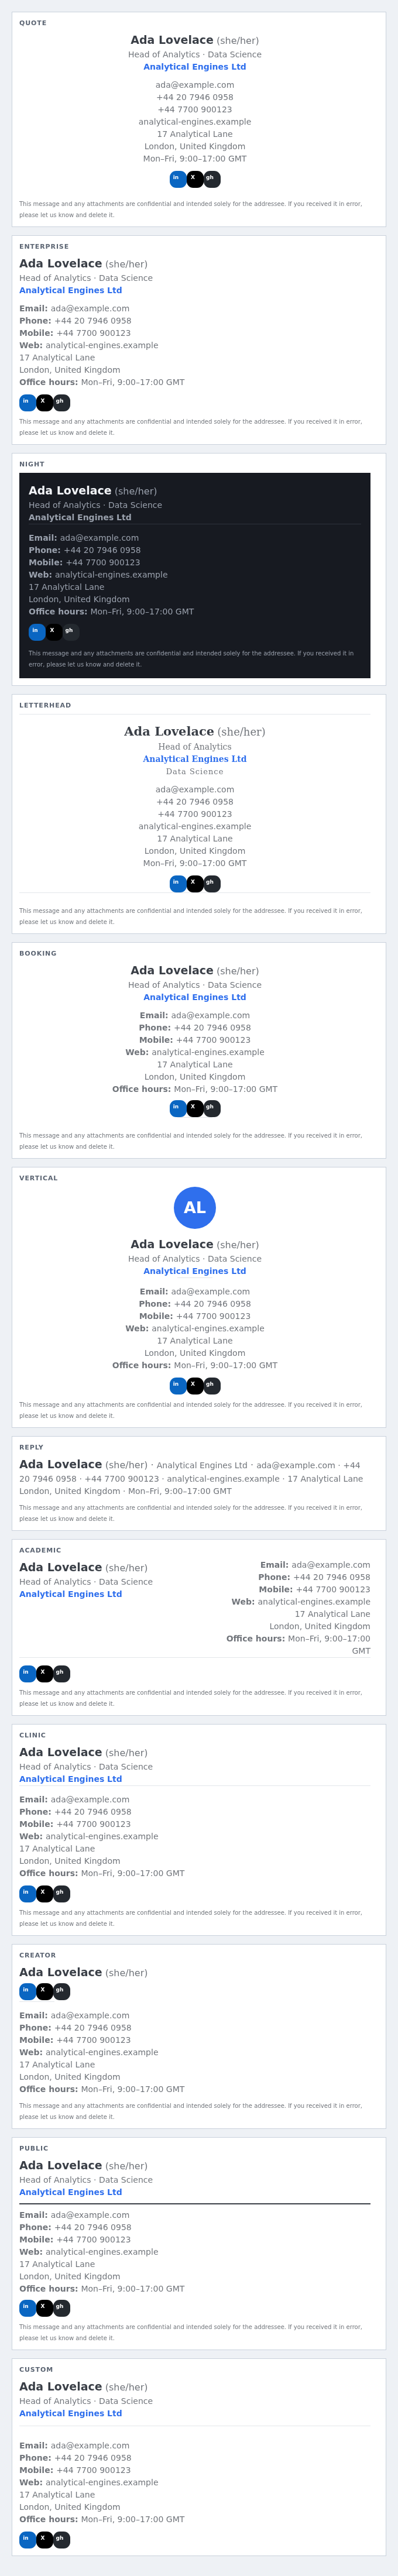 QUOTE
Ada Lovelace (she/her)
Head of Analytics · Data Science
Analytical Engines Ltd
ada@example.com
+44 20 7946 0958
+44 7700 900123
analytical-engines.example
17 Analytical Lane
London, United Kingdom
Mon–Fri, 9:00–17:00 GMT
in X gh
This message and any attachments are confidential and intended solely for the addressee. If you received it in error,
please let us know and delete it.
ENTERPRISE
Ada Lovelace (she/her)
Head of Analytics · Data Science
Analytical Engines Ltd
Email: ada@example.com
Phone: +44 20 7946 0958
Mobile: +44 7700 900123
Web: analytical-engines.example
17 Analytical Lane
London, United Kingdom
Office hours: Mon–Fri, 9:00–17:00 GMT
in X gh
This message and any attachments are confidential and intended solely for the addressee. If you received it in error,
please let us know and delete it.
NIGHT
Ada Lovelace (she/her)
Head of Analytics · Data Science
Analytical Engines Ltd
Email: ada@example.com
Phone: +44 20 7946 0958
Mobile: +44 7700 900123
Web: analytical-engines.example
17 Analytical Lane
London, United Kingdom
Office hours: Mon–Fri, 9:00–17:00 GMT
in X gh
This message and any attachments are confidential and intended solely for the addressee. If you received it in
error, please let us know and delete it.
LETTERHEAD
Ada Lovelace (she/her)
Head of Analytics
Analytical Engines Ltd
Data Science
ada@example.com
+44 20 7946 0958
+44 7700 900123
analytical-engines.example
17 Analytical Lane
London, United Kingdom
Mon–Fri, 9:00–17:00 GMT
in X gh
This message and any attachments are confidential and intended solely for the addressee. If you received it in error,
please let us know and delete it.
BOOKING
Ada Lovelace (she/her)
Head of Analytics · Data Science
Analytical Engines Ltd
Email: ada@example.com
Phone: +44 20 7946 0958
Mobile: +44 7700 900123
Web: analytical-engines.example
17 Analytical Lane
London, United Kingdom
Office hours: Mon–Fri, 9:00–17:00 GMT
in X gh
This message and any attachments are confidential and intended solely for the addressee. If you received it in error,
please let us know and delete it.
VERTICAL
AL
Ada Lovelace (she/her)
Head of Analytics · Data Science
Analytical Engines Ltd
Email: ada@example.com
Phone: +44 20 7946 0958
Mobile: +44 7700 900123
Web: analytical-engines.example
17 Analytical Lane
London, United Kingdom
Office hours: Mon–Fri, 9:00–17:00 GMT
in X gh
This message and any attachments are confidential and intended solely for the addressee. If you received it in error,
please let us know and delete it.
REPLY
Ada Lovelace (she/her) · Analytical Engines Ltd · ada@example.com · +44
20 7946 0958 · +44 7700 900123 · analytical-engines.example · 17 Analytical Lane
London, United Kingdom · Mon–Fri, 9:00–17:00 GMT
This message and any attachments are confidential and intended solely for the addressee. If you received it in error,
please let us know and delete it.
ACADEMIC
Ada Lovelace (she/her)
Head of Analytics · Data Science
Analytical Engines Ltd
Email: ada@example.com
Phone: +44 20 7946 0958
Mobile: +44 7700 900123
Web: analytical-engines.example
17 Analytical Lane
London, United Kingdom
Office hours: Mon–Fri, 9:00–17:00
GMT
in X gh
This message and any attachments are confidential and intended solely for the addressee. If you received it in error,
please let us know and delete it.
CLINIC
Ada Lovelace (she/her)
Head of Analytics · Data Science
Analytical Engines Ltd
Email: ada@example.com
Phone: +44 20 7946 0958
Mobile: +44 7700 900123
Web: analytical-engines.example
17 Analytical Lane
London, United Kingdom
Office hours: Mon–Fri, 9:00–17:00 GMT
in X gh
This message and any attachments are confidential and intended solely for the addressee. If you received it in error,
please let us know and delete it.
CREATOR
Ada Lovelace (she/her)
in X gh
Email: ada@example.com
Phone: +44 20 7946 0958
Mobile: +44 7700 900123
Web: analytical-engines.example
17 Analytical Lane
London, United Kingdom
Office hours: Mon–Fri, 9:00–17:00 GMT
This message and any attachments are confidential and intended solely for the addressee. If you received it in error,
please let us know and delete it.
PUBLIC
Ada Lovelace (she/her)
Head of Analytics · Data Science
Analytical Engines Ltd
Email: ada@example.com
Phone: +44 20 7946 0958
Mobile: +44 7700 900123
Web: analytical-engines.example
17 Analytical Lane
London, United Kingdom
Office hours: Mon–Fri, 9:00–17:00 GMT
in X gh
This message and any attachments are confidential and intended solely for the addressee. If you received it in error,
please let us know and delete it.
CUSTOM
Ada Lovelace (she/her)
Head of Analytics · Data Science
Analytical Engines Ltd
Email: ada@example.com
Phone: +44 20 7946 0958
Mobile: +44 7700 900123
Web: analytical-engines.example
17 Analytical Lane
London, United Kingdom
Office hours: Mon–Fri, 9:00–17:00 GMT
in X gh